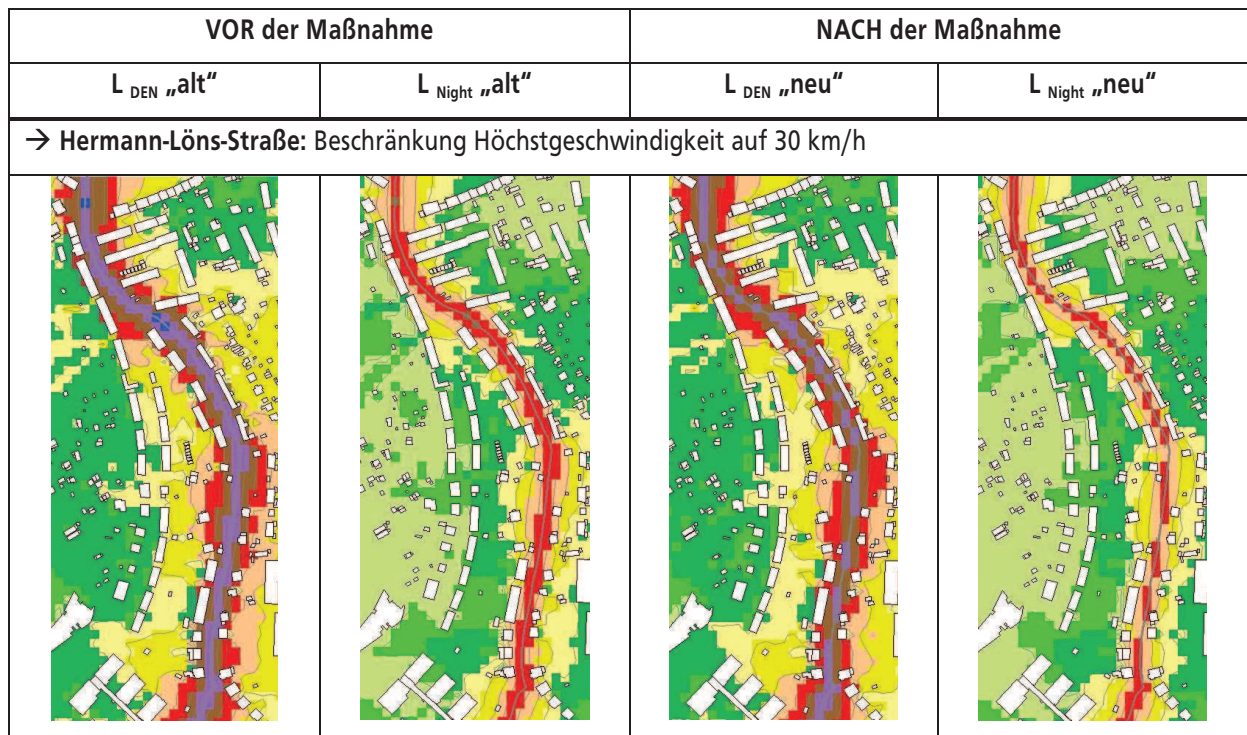 VOR der Maßnahme
NACH der Maßnahme
L DEN „alt“
L Night „alt“
L DEN „neu“
L Night „neu“
→ Hermann-Löns-Straße: Beschränkung Höchstgeschwindigkeit auf 30 km/h